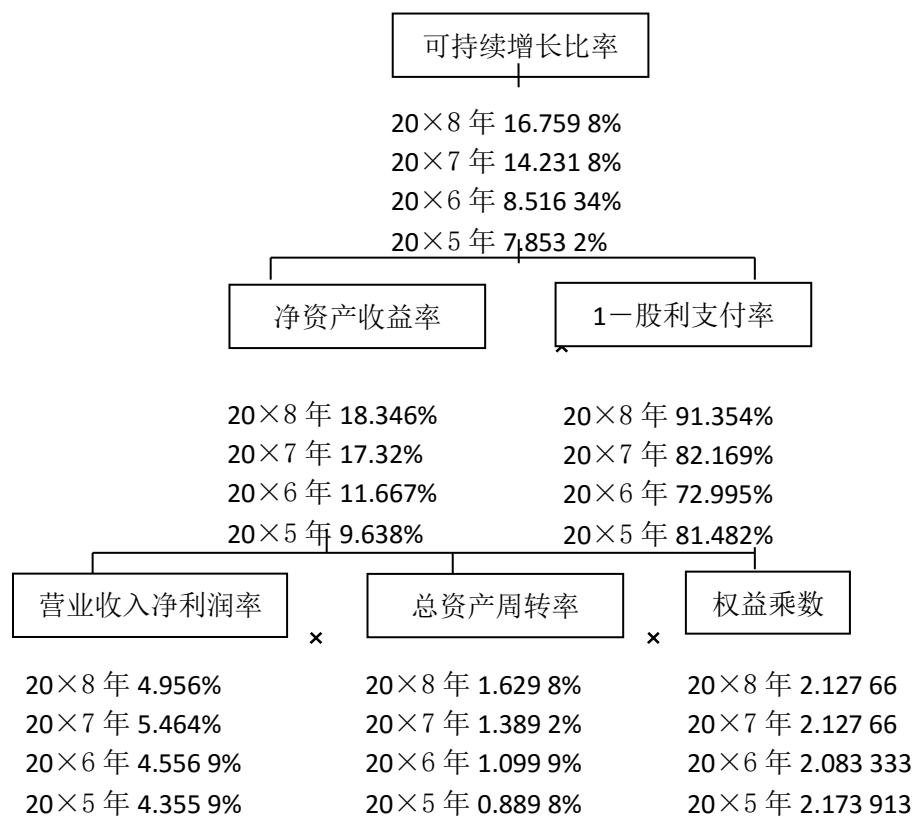 可持续增长比率
20×8 年 16.759 8%
20×7 年 14.231 8%
20×6 年 8.516 34%
20×5 年 7.853 2%
净资产收益率
×
1－股利支付率
20×8 年 18.346%
20×7 年 17.32%
20×6 年 11.667%
20×5 年 9.638%
20×8 年 91.354%
20×7 年 82.169%
20×6 年 72.995%
20×5 年 81.482%
营业收入净利润率
×
总资产周转率
×
权益乘数
20×8 年 4.956%
20×7 年 5.464%
20×6 年 4.556 9%
20×5 年 4.355 9%
20×8 年 1.629 8%
20×7 年 1.389 2%
20×6 年 1.099 9%
20×5 年 0.889 8%
20×8 年 2.127 66
20×7 年 2.127 66
20×6 年 2.083 333
20×5 年 2.173 913